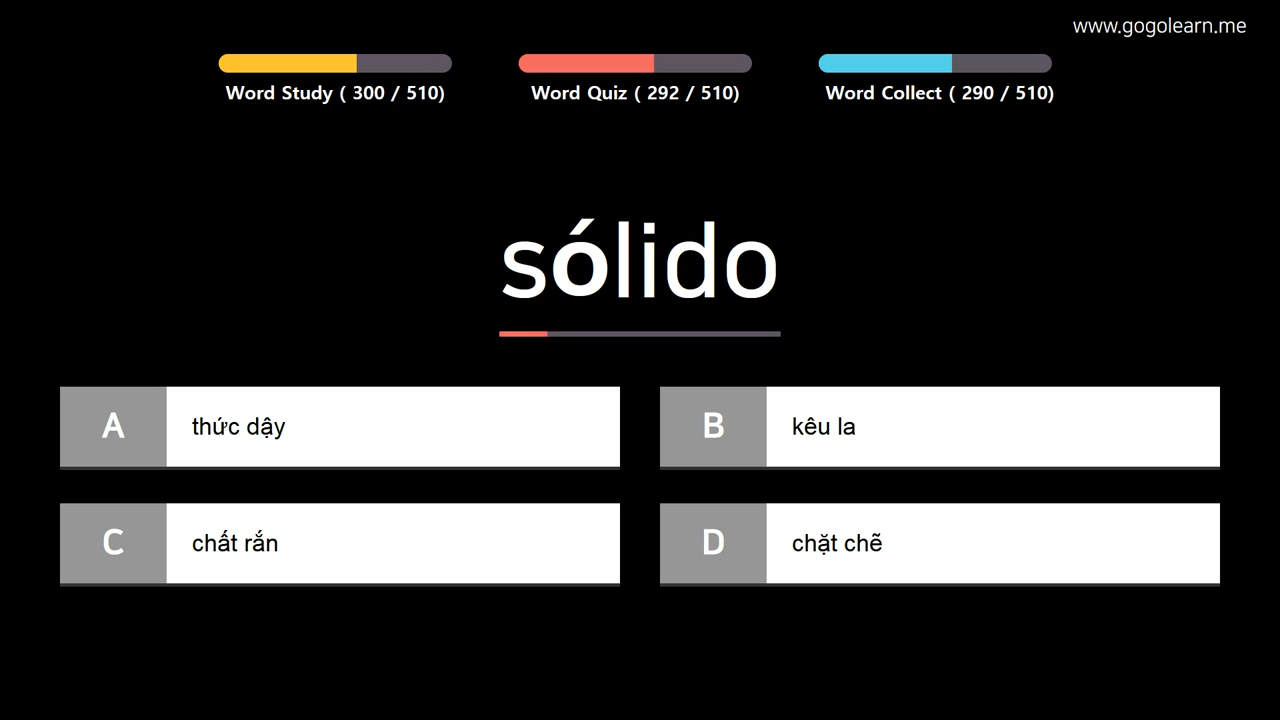 www.gogolearn.me
Word Study ( 300 / 510)
Word Quiz ( 292 / 510)
Word Collect ( 290 / 510)
sólido
A thức dậy
B kêu la
C chất rắn
D chặt chẽ